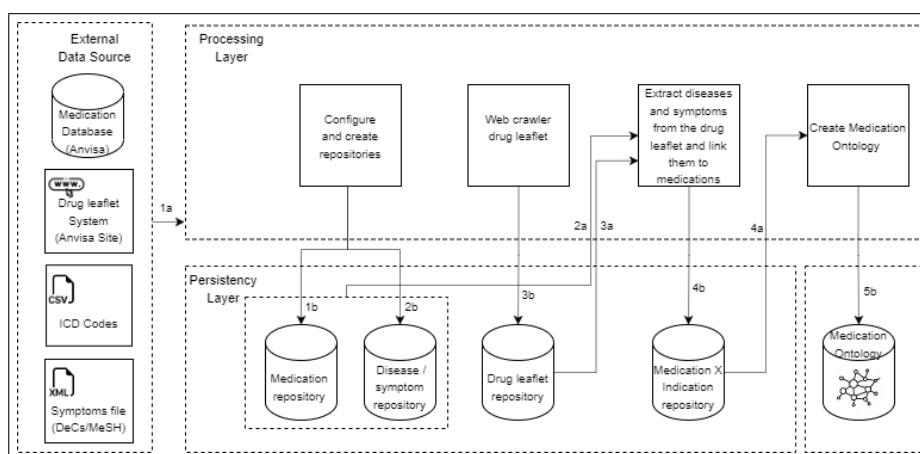 External
Data Source
Medication
Database
(Anvisa)
www.
Drug leaflet
System
(Anvisa Site)
CSV
ICD Codes
XML
Symptoms file
(DeCs/MeSH)
1a
Processing
Layer
Configure
and create
repositories
Web crawler
drug leaflet
Extract diseases
and symptoms
from the drug
leaflet and link
them to
medications
Create Medication
Ontology
2a
3a
4a
Persistency
Layer
1b
2b
3b
4b
5b
Medication
repository
Disease /
symptom
repository
Drug leaflet
repository
Medication X
Indication
repository
Medication
Ontology